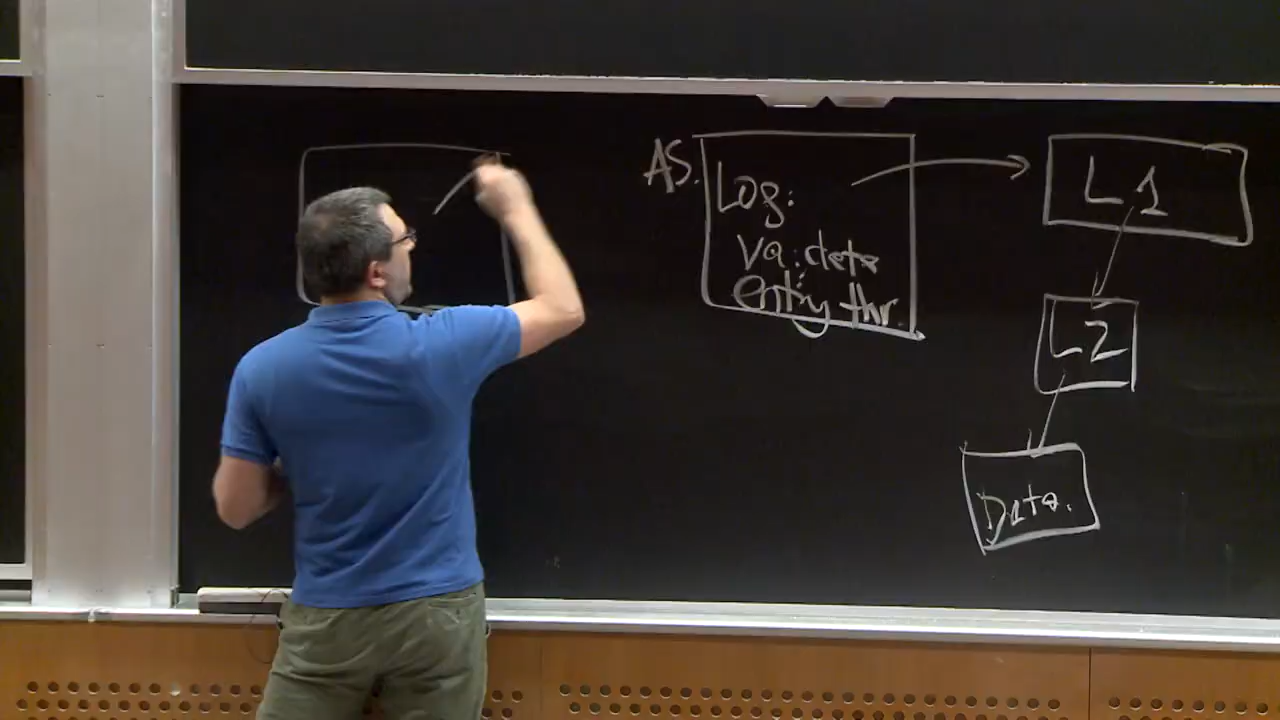 AS.
Log:
va: data
entry thr.
L1
L2
Data.